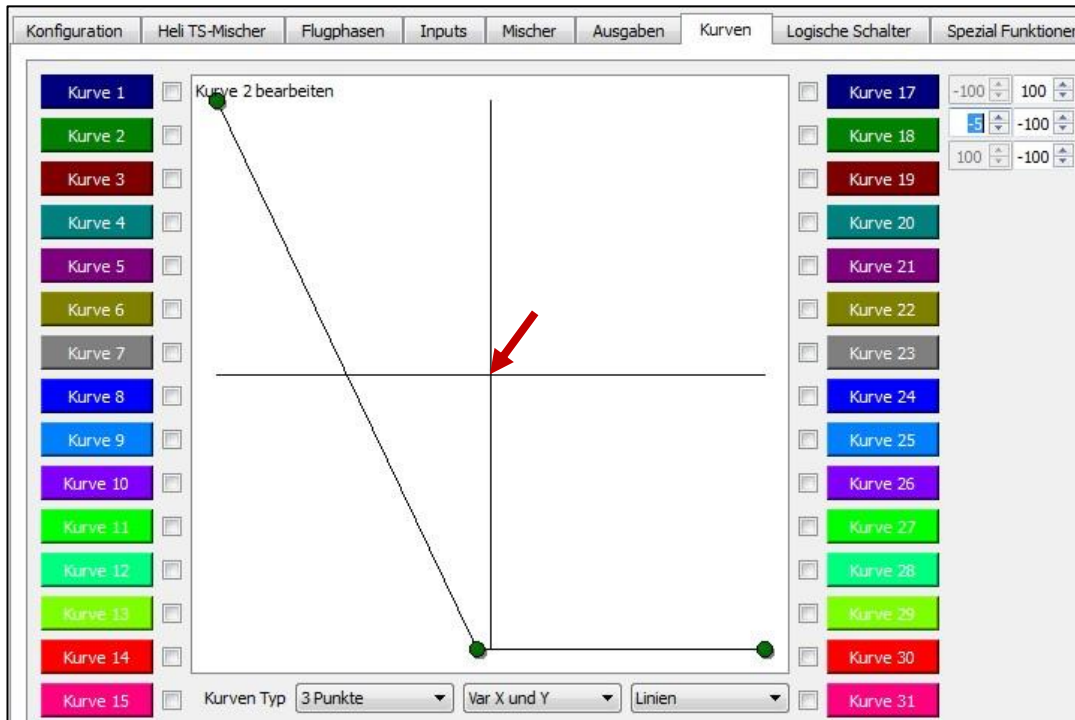 Konfiguration Heli TS-Mischer Flugphasen Inputs Mischer Ausgaben Kurven Logische Schalter Spezial Funktionen
Kurve 2 bearbeiten
Kurve 1
Kurve 2
Kurve 3
Kurve 4
Kurve 5
Kurve 6
Kurve 7
Kurve 8
Kurve 9
Kurve 10
Kurve 11
Kurve 12
Kurve 13
Kurve 14
Kurve 15
Kurven Typ 3 Punkte Var X und Y Linien
Kurve 17
Kurve 18
Kurve 19
Kurve 20
Kurve 21
Kurve 22
Kurve 23
Kurve 24
Kurve 25
Kurve 26
Kurve 27
Kurve 28
Kurve 29
Kurve 30
Kurve 31
-100 100
-5 -100
100 -100